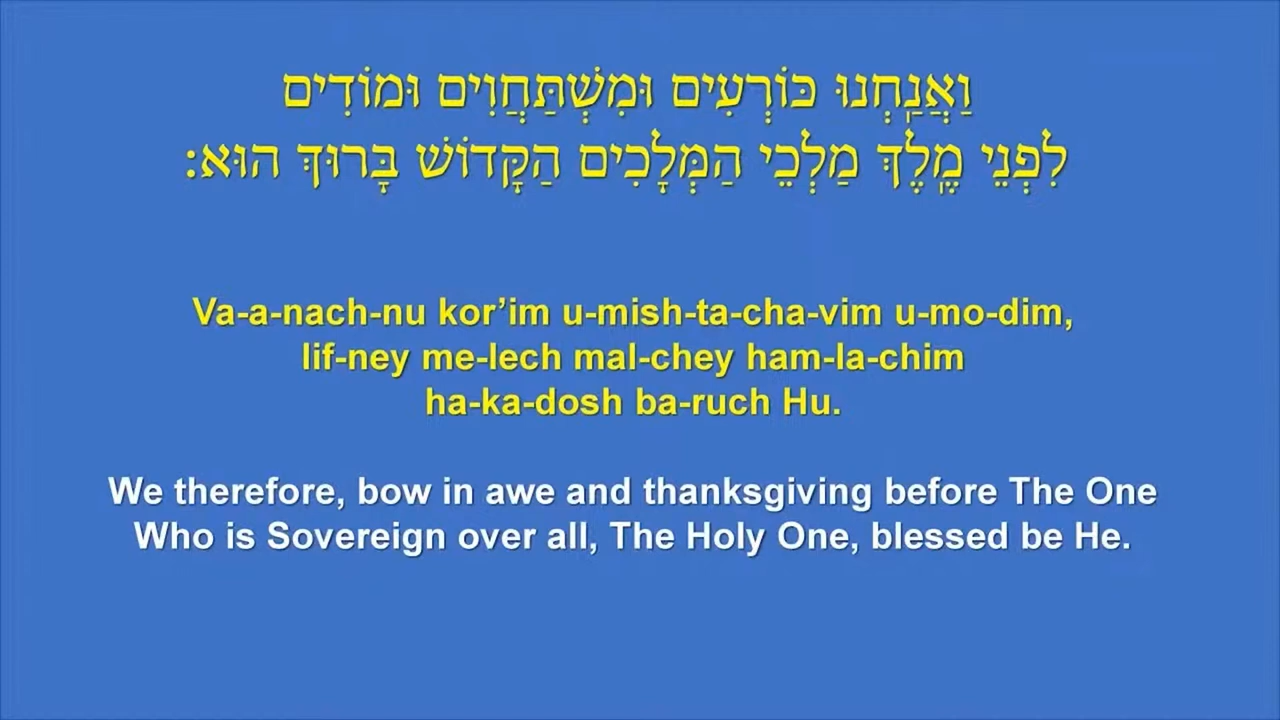 וַאֲנַֽחְנוּ כּוֹרְעִים וּמִשְׁתַּחֲוִים וּמוֹדִים
לִפְנֵי מֶֽלֶךְ מַלְכֵי הַמְּלָכִים הַקָּדוֹשׁ בָּרוּךְ הוּא:
Va-a-nach-nu kor’im u-mish-ta-cha-vim u-mo-dim,
lif-ney me-lech mal-chey ham-la-chim
ha-ka-dosh ba-ruch Hu.
We therefore, bow in awe and thanksgiving before The One
Who is Sovereign over all, The Holy One, blessed be He.